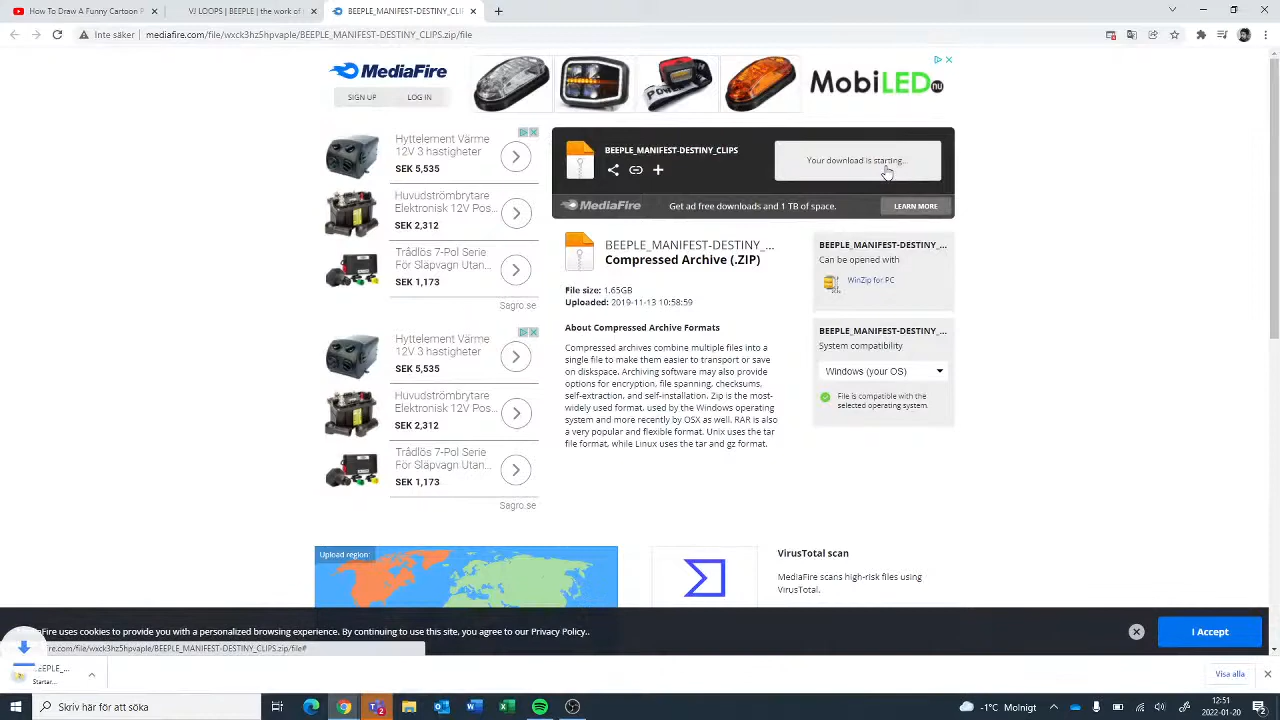 How To Draw A Funny Cartoon P
VJ LOOPS | BEEPLE | the work of
BEEPLE_MANIFEST-DESTINY_CLIPS.
Inte säker
mediafire.com/file/wxck3hz5hpvaple/BEEPLE_MANIFEST-DESTINY_CLIPS.zip/file
MediaFire
SIGN UP
LOG IN
POWER
MobiLED.nu
Hyttelement Värme
12V 3 hastigheter
SEK 5,535
Huvudströmbrytare
Elektronisk 12V Pos...
SEK 2,312
Trådlös 7-Pol Serie
För Släpvagn Utan...
SEK 1,173
Sagro.se
Hyttelement Värme
12V 3 hastigheter
SEK 5,535
Huvudströmbrytare
Elektronisk 12V Pos...
SEK 2,312
Trådlös 7-Pol Serie
För Släpvagn Utan...
SEK 1,173
Sagro.se
BEEPLE_MANIFEST-DESTINY_CLIPS
Your download is starting...
MediaFire
Get ad free downloads and 1 TB of space.
LEARN MORE
BEEPLE_MANIFEST-DESTINY_...
Compressed Archive (.ZIP)
File size: 1.65GB
Uploaded: 2019-11-13 10:58:59
About Compressed Archive Formats
Compressed archives combine multiple files into a
single file to make them easier to transport or save
on diskspace. Archiving software may also provide
options for encryption, file spanning, checksums,
self-extraction, and self-installation. Zip is the most-
widely used format, used by the Windows operating
system and more recently by OSX as well. RAR is also
a very popular and flexible format. Unix uses the tar
file format, while Linux uses the tar and gz format.
BEEPLE_MANIFEST-DESTINY_...
Can be opened with
WinZip for PC
BEEPLE_MANIFEST-DESTINY_...
System compatibility
Windows (your OS)
File is compatible with the
selected operating system.
Upload region:
VirusTotal scan
MediaFire scans high-risk files using
VirusTotal.
MediaFire uses cookies to provide you with a personalized browsing experience. By continuing to use this site, you agree to our Privacy Policy..
I Accept
re.com/file/wxck3hz5hpvaple/BEEPLE_MANIFEST-DESTINY_CLIPS.zip/file#
BEEPLE_...
Startar...
Visa alla
Skriv här för att söka
2
-1°C Molnigt
12:51
2022-01-20
2